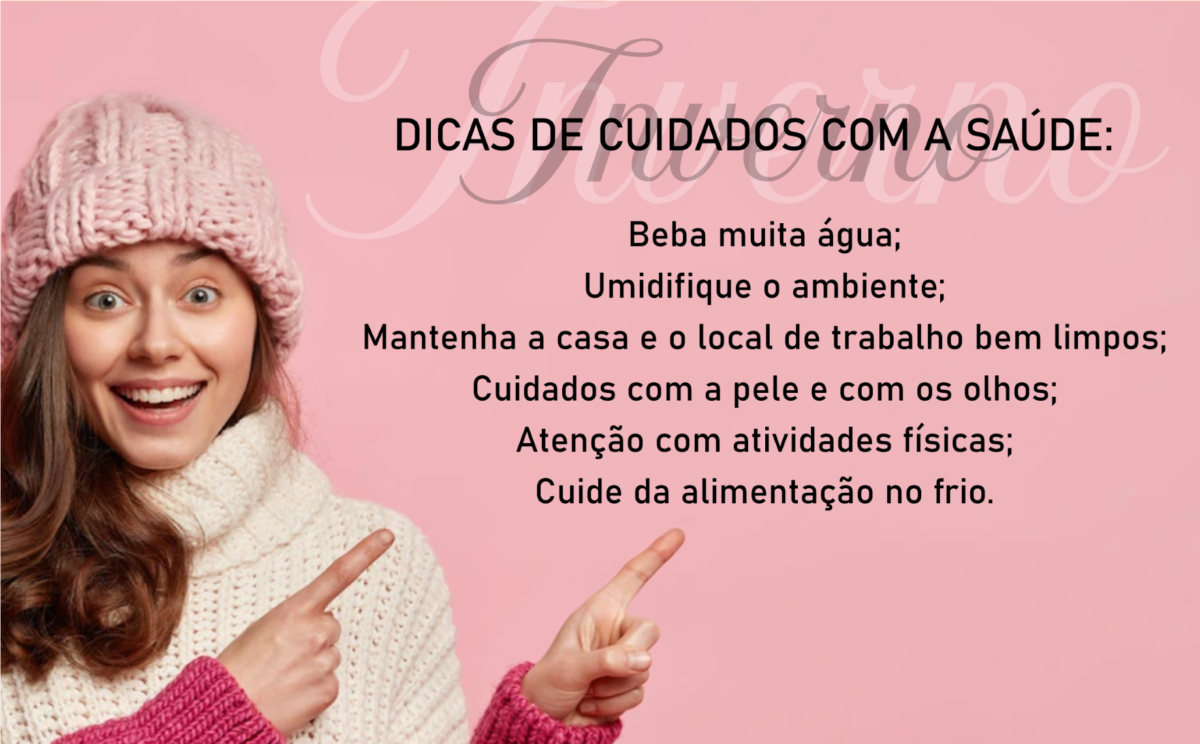 Inverno
Inverno
DICAS DE CUIDADOS COM A SAÚDE:
Beba muita água;
Umidifique o ambiente;
Mantenha a casa e o local de trabalho bem limpos;
Cuidados com a pele e com os olhos;
Atenção com atividades físicas;
Cuide da alimentação no frio.